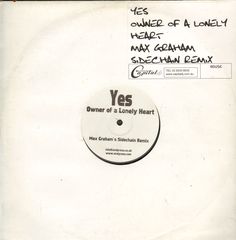 YES
OWNER OF A LONELY
HEART
MAX GRAHAM
SIDECHAIN REMIX
HOUSE
Yes
Owner of a Lonely Heart
Max Graham's Sidechain Remix